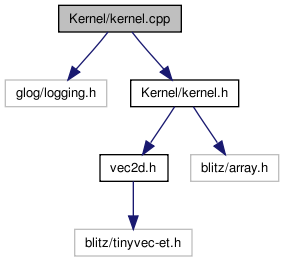 Kernel/kernel.cpp
glog/logging.h
Kernel/kernel.h
vec2d.h
blitz/array.h
blitz/tinyvec-et.h